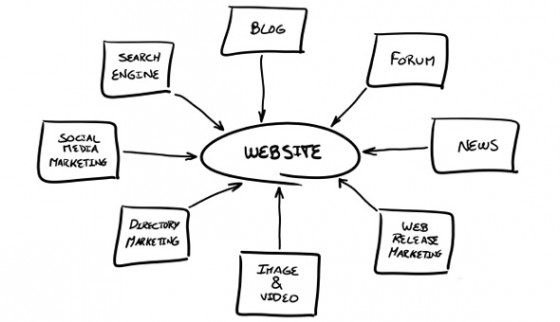 BLOG
SEARCH
ENGINE
FORUM
SOCIAL
MEDIA
MARKETING
WEBSITE
NEWS
DIRECTORY
MARKETING
WEB
RELEASE
MARKETING
IMAGE
&
VIDEO